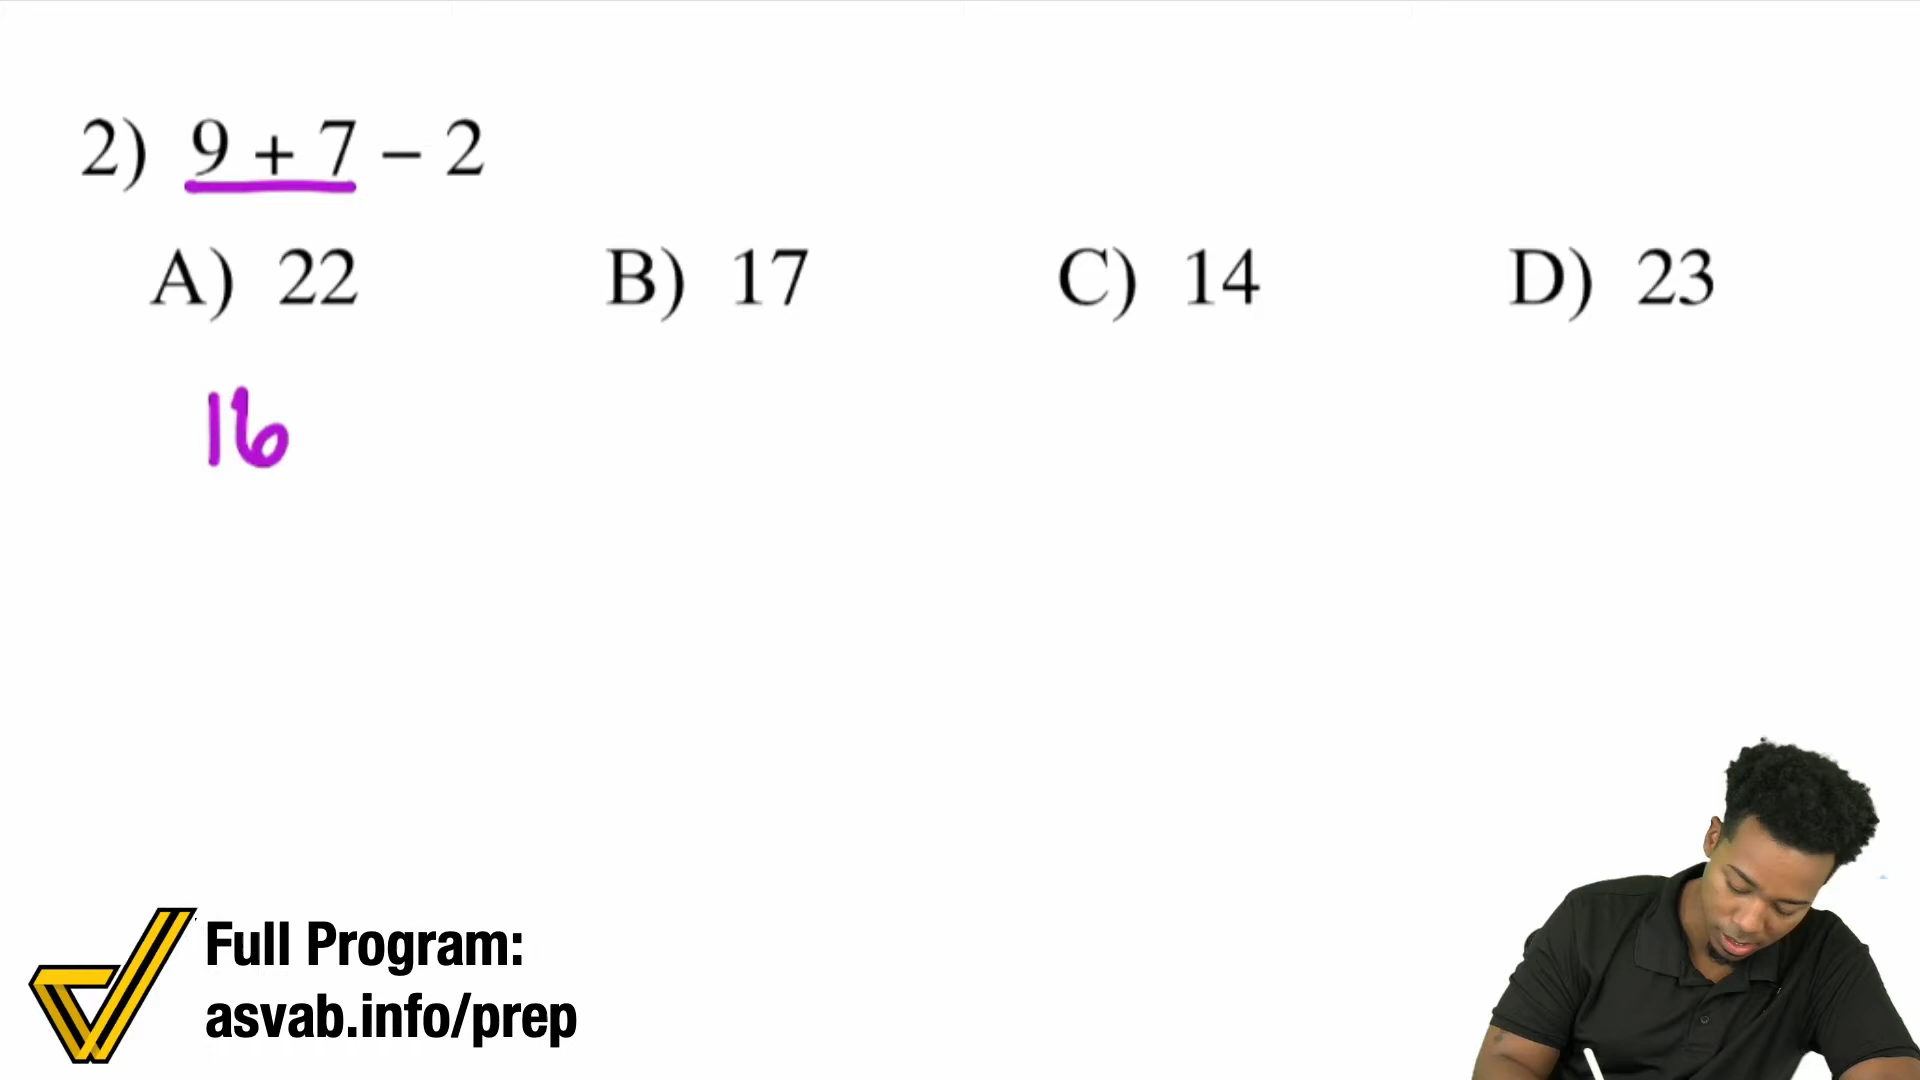 2) 9 + 7 − 2
A) 22 B) 17 C) 14 D) 23
16
Full Program:
asvab.info/prep